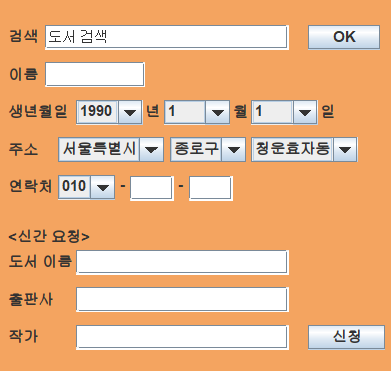 검색 도서 검색 OK
이름
생년월일 1990 년 1 월 1 일
주소 서울특별시 종로구 청운효자동
연락처 010 - -
<신간 요청>
도서 이름
출판사
작가 신청